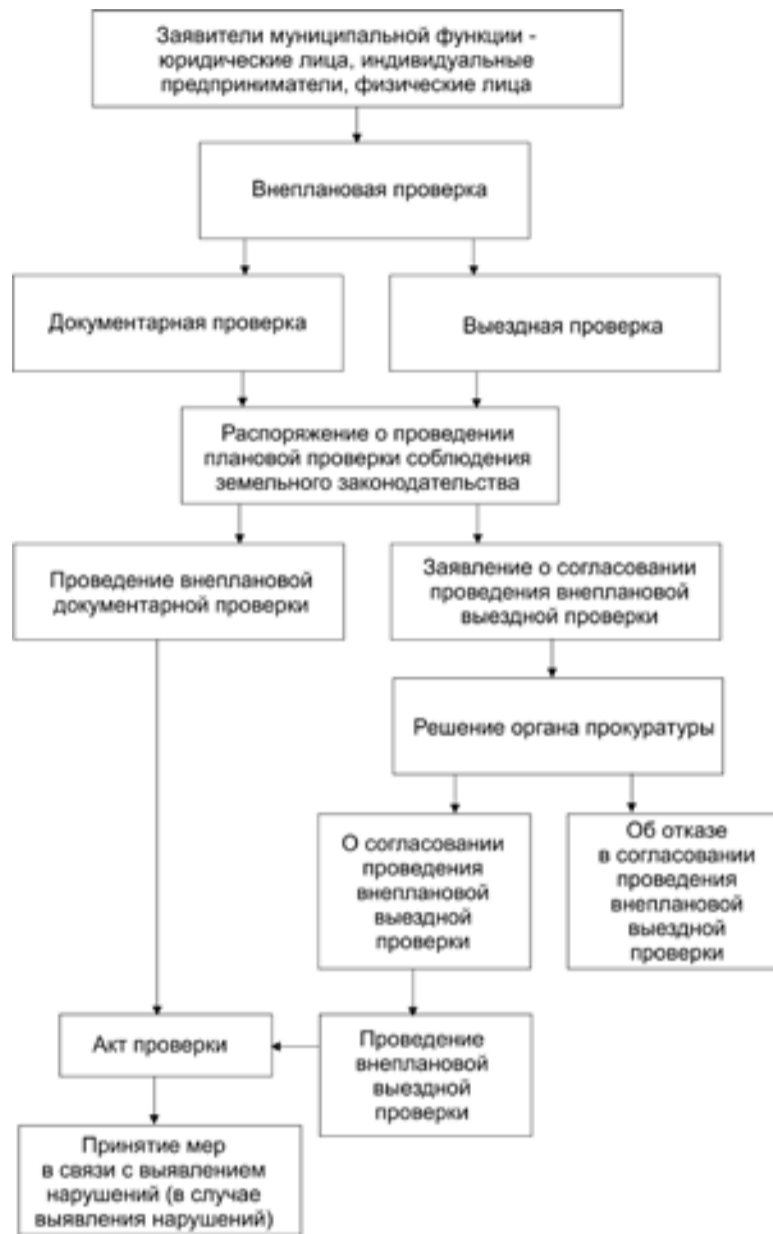 Заявители муниципальной функции -
юридические лица, индивидуальные
предприниматели, физические лица
Внеплановая проверка
Документарная проверка
Выездная проверка
Распоряжение о проведении
плановой проверки соблюдения
земельного законодательства
Проведение внеплановой
документарной проверки
Заявление о согласовании
проведения внеплановой
выездной проверки
Решение органа прокуратуры
О согласовании
проведения
внеплановой
выездной
проверки
Об отказе
в согласовании
проведения
внеплановой
выездной
проверки
Акт проверки
Проведение
внеплановой
выездной
проверки
Принятие мер
в связи с выявлением
нарушений (в случае
выявления нарушений)